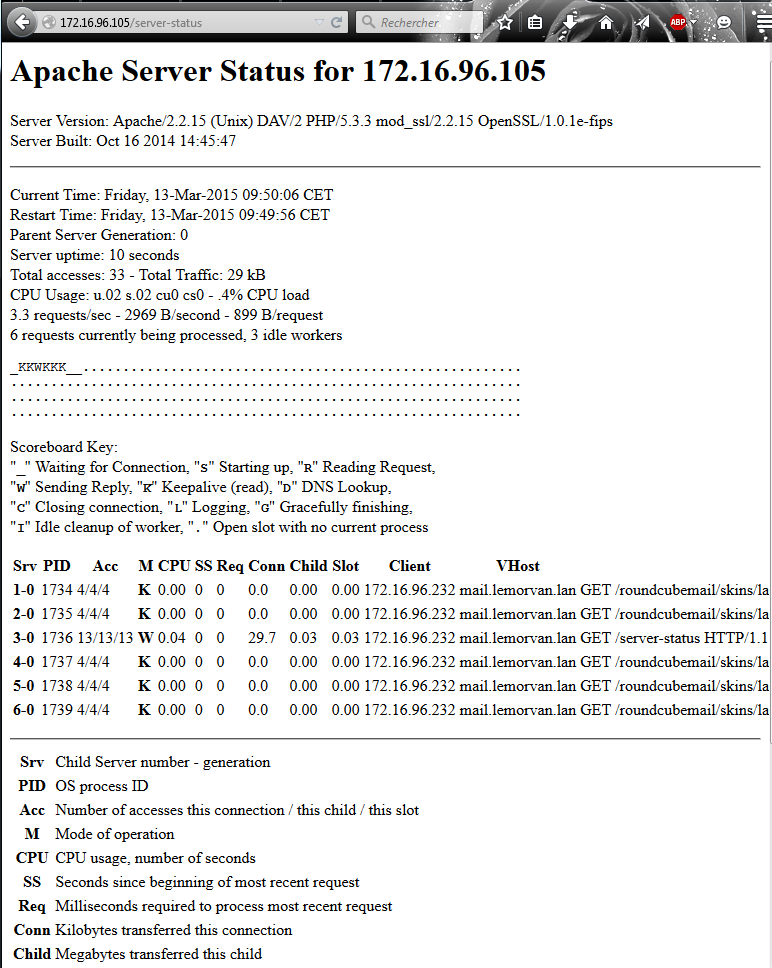 172.16.96.105/server-status
Rechercher
ABP
Apache Server Status for 172.16.96.105
Server Version: Apache/2.2.15 (Unix) DAV/2 PHP/5.3.3 mod_ssl/2.2.15 OpenSSL/1.0.1e-fips
Server Built: Oct 16 2014 14:45:47
Current Time: Friday, 13-Mar-2015 09:50:06 CET
Restart Time: Friday, 13-Mar-2015 09:49:56 CET
Parent Server Generation: 0
Server uptime: 10 seconds
Total accesses: 33 - Total Traffic: 29 kB
CPU Usage: u.02 s.02 cu0 cs0 - .4% CPU load
3.3 requests/sec - 2969 B/second - 899 B/request
6 requests currently being processed, 3 idle workers
_KKWKKK__.......................................................
................................................................
................................................................
................................................................
Scoreboard Key:
"_" Waiting for Connection, "S" Starting up, "R" Reading Request,
"W" Sending Reply, "K" Keepalive (read), "D" DNS Lookup,
"C" Closing connection, "L" Logging, "G" Gracefully finishing,
"I" Idle cleanup of worker, "." Open slot with no current process
Srv PID Acc M CPU SS Req Conn Child Slot Client VHost
1-0 1734 4/4/4 K 0.00 0 0 0.0 0.00 0.00 172.16.96.232 mail.lemorvan.lan GET /roundcubemail/skins/la
2-0 1735 4/4/4 K 0.00 0 0 0.0 0.00 0.00 172.16.96.232 mail.lemorvan.lan GET /roundcubemail/skins/la
3-0 1736 13/13/13 W 0.04 0 0 29.7 0.03 0.03 172.16.96.232 mail.lemorvan.lan GET /server-status HTTP/1.1
4-0 1737 4/4/4 K 0.00 0 0 0.0 0.00 0.00 172.16.96.232 mail.lemorvan.lan GET /roundcubemail/skins/la
5-0 1738 4/4/4 K 0.00 0 0 0.0 0.00 0.00 172.16.96.232 mail.lemorvan.lan GET /roundcubemail/skins/la
6-0 1739 4/4/4 K 0.00 0 0 0.0 0.00 0.00 172.16.96.232 mail.lemorvan.lan GET /roundcubemail/skins/la
Srv Child Server number - generation
PID OS process ID
Acc Number of accesses this connection / this child / this slot
M Mode of operation
CPU CPU usage, number of seconds
SS Seconds since beginning of most recent request
Req Milliseconds required to process most recent request
Conn Kilobytes transferred this connection
Child Megabytes transferred this child